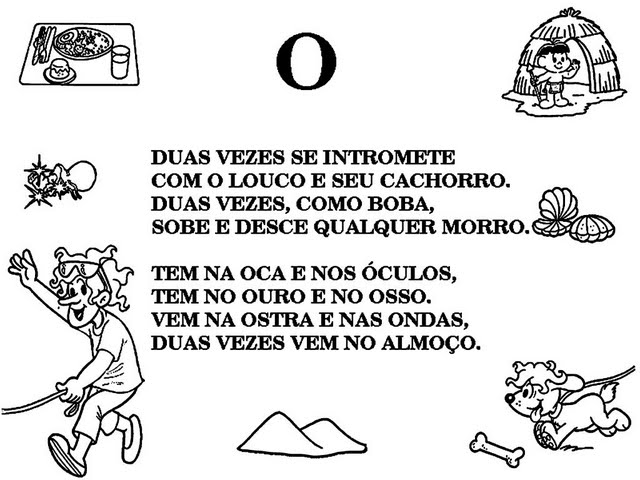 O
DUAS VEZES SE INTROMETE
COM O LOUCO E SEU CACHORRO.
DUAS VEZES, COMO BOBA,
SOBE E DESCE QUALQUER MORRO.
TEM NA OCA E NOS ÓCULOS,
TEM NO OURO E NO OSSO.
VEM NA OSTRA E NAS ONDAS,
DUAS VEZES VEM NO ALMOÇO.